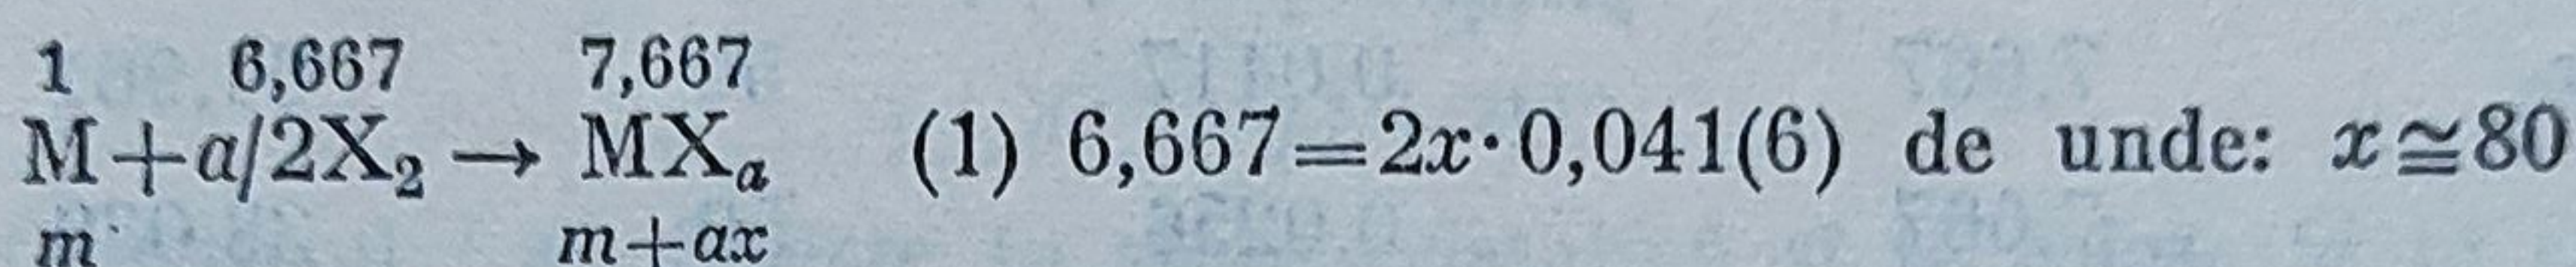 1 6,667 7,667
M+a/2X₂→ MXₐ (1) 6,667=2x·0,041(6) de unde: x≅80
m m+ax